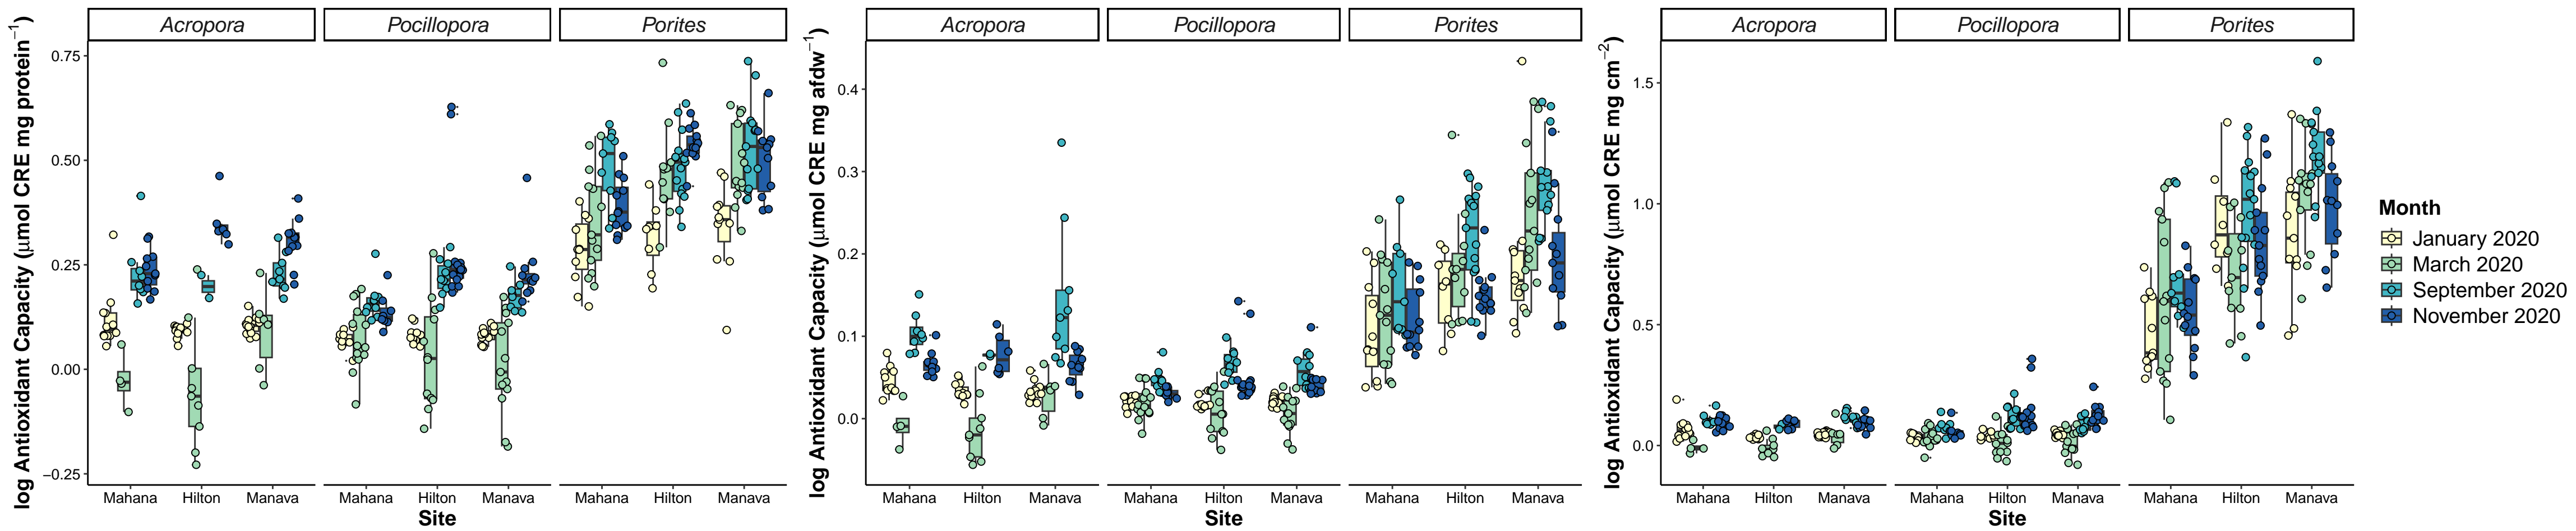 log Antioxidant Capacity (μmol CRE mg protein⁻¹)
Acropora
Pocillopora
Porites
0.75
0.50
0.25
0.00
−0.25
Mahana Hilton Manava
Mahana Hilton Manava
Mahana Hilton Manava
Site
log Antioxidant Capacity (μmol CRE mg afdw⁻¹)
Acropora
Pocillopora
Porites
0.4
0.3
0.2
0.1
0.0
Mahana Hilton Manava
Mahana Hilton Manava
Mahana Hilton Manava
Site
log Antioxidant Capacity (μmol CRE mg cm⁻²)
Acropora
Pocillopora
Porites
1.5
1.0
0.5
0.0
Mahana Hilton Manava
Mahana Hilton Manava
Mahana Hilton Manava
Site
Month
January 2020
March 2020
September 2020
November 2020